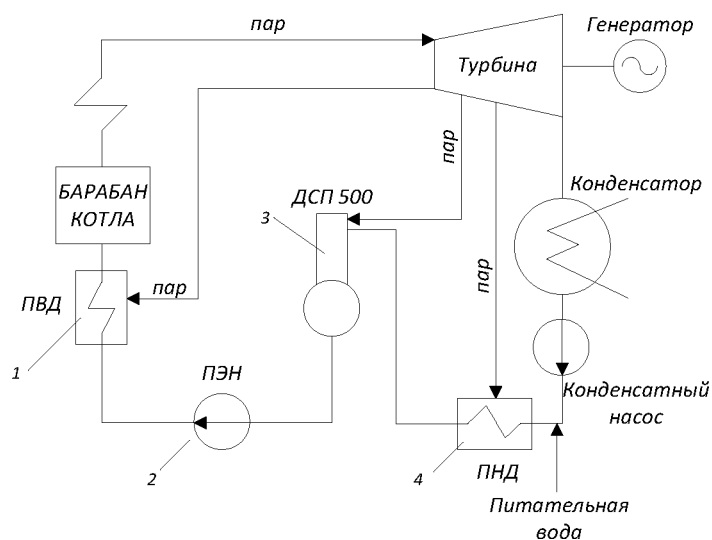 пар
Генератор
Турбина
пар
БАРАБАН
КОТЛА
ДСП 500
Конденсатор
3
ПВД
пар
пар
1
ПЭН
Конденсатный
насос
2
4
ПНД
Питательная
вода